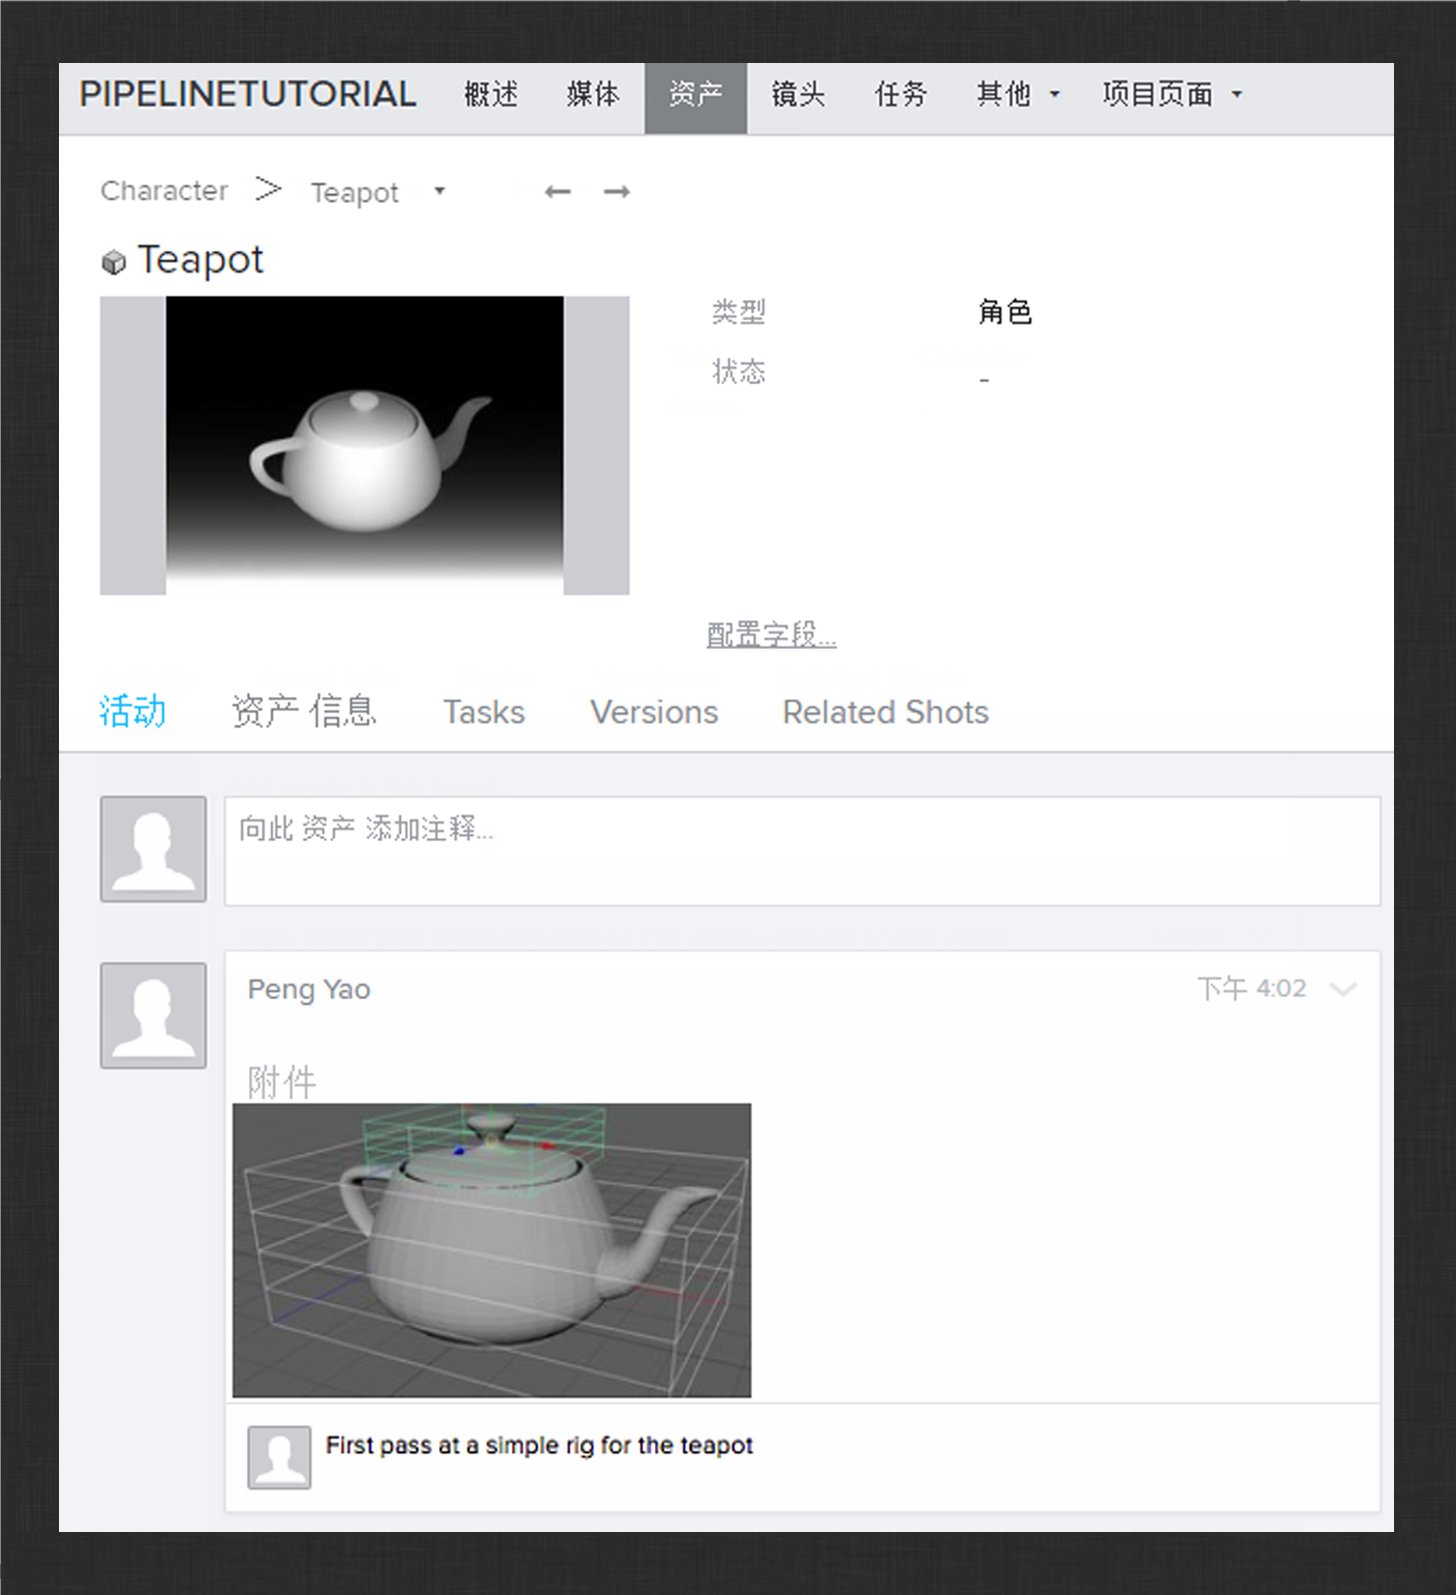 PIPELINETUTORIAL 概述 媒体 资产 镜头 任务 其他 项目页面
Character > Teapot
Teapot
类型 角色
状态 -
配置字段...
活动 资产 信息 Tasks Versions Related Shots
向此 资产 添加注释...
Peng Yao 下午 4:02
附件
First pass at a simple rig for the teapot